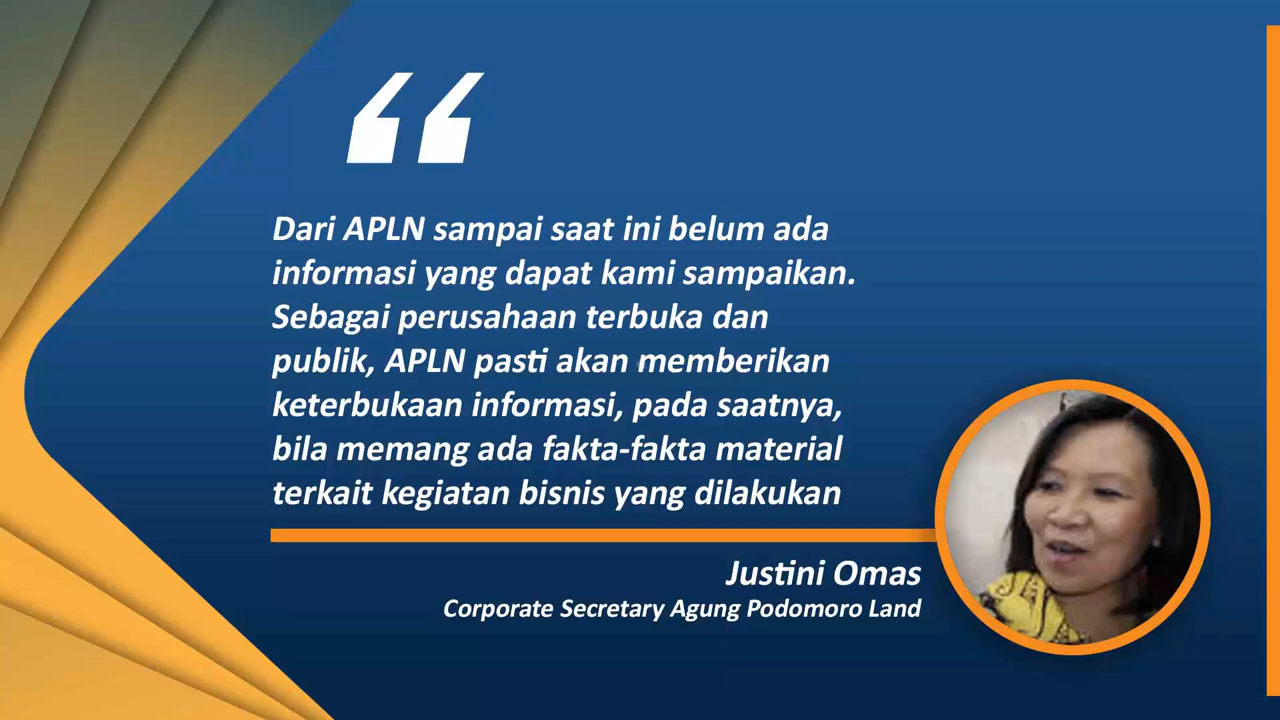 “
Dari APLN sampai saat ini belum ada
informasi yang dapat kami sampaikan.
Sebagai perusahaan terbuka dan
publik, APLN pasti akan memberikan
keterbukaan informasi, pada saatnya,
bila memang ada fakta-fakta material
terkait kegiatan bisnis yang dilakukan
Justini Omas
Corporate Secretary Agung Podomoro Land